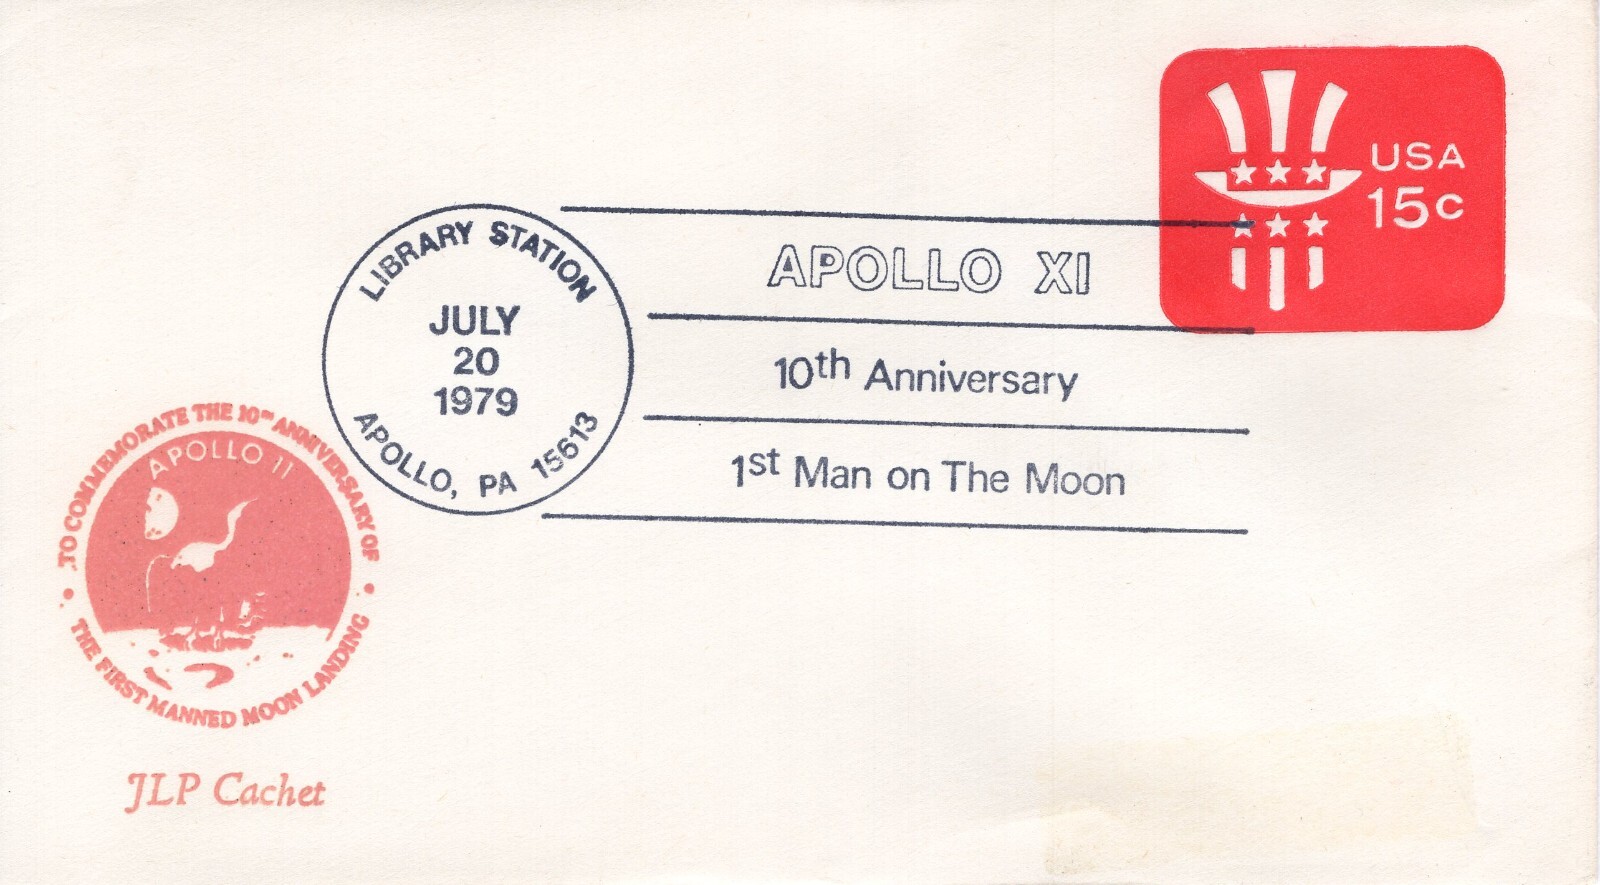 USA
15c
LIBRARY STATION
JULY
20
1979
APOLLO, PA 15613
APOLLO XI
10th Anniversary
1st Man on The Moon
TO COMMEMORATE THE 10TH ANNIVERSARY OF
THE FIRST MANNED MOON LANDING
APOLLO 11
JLP Cachet